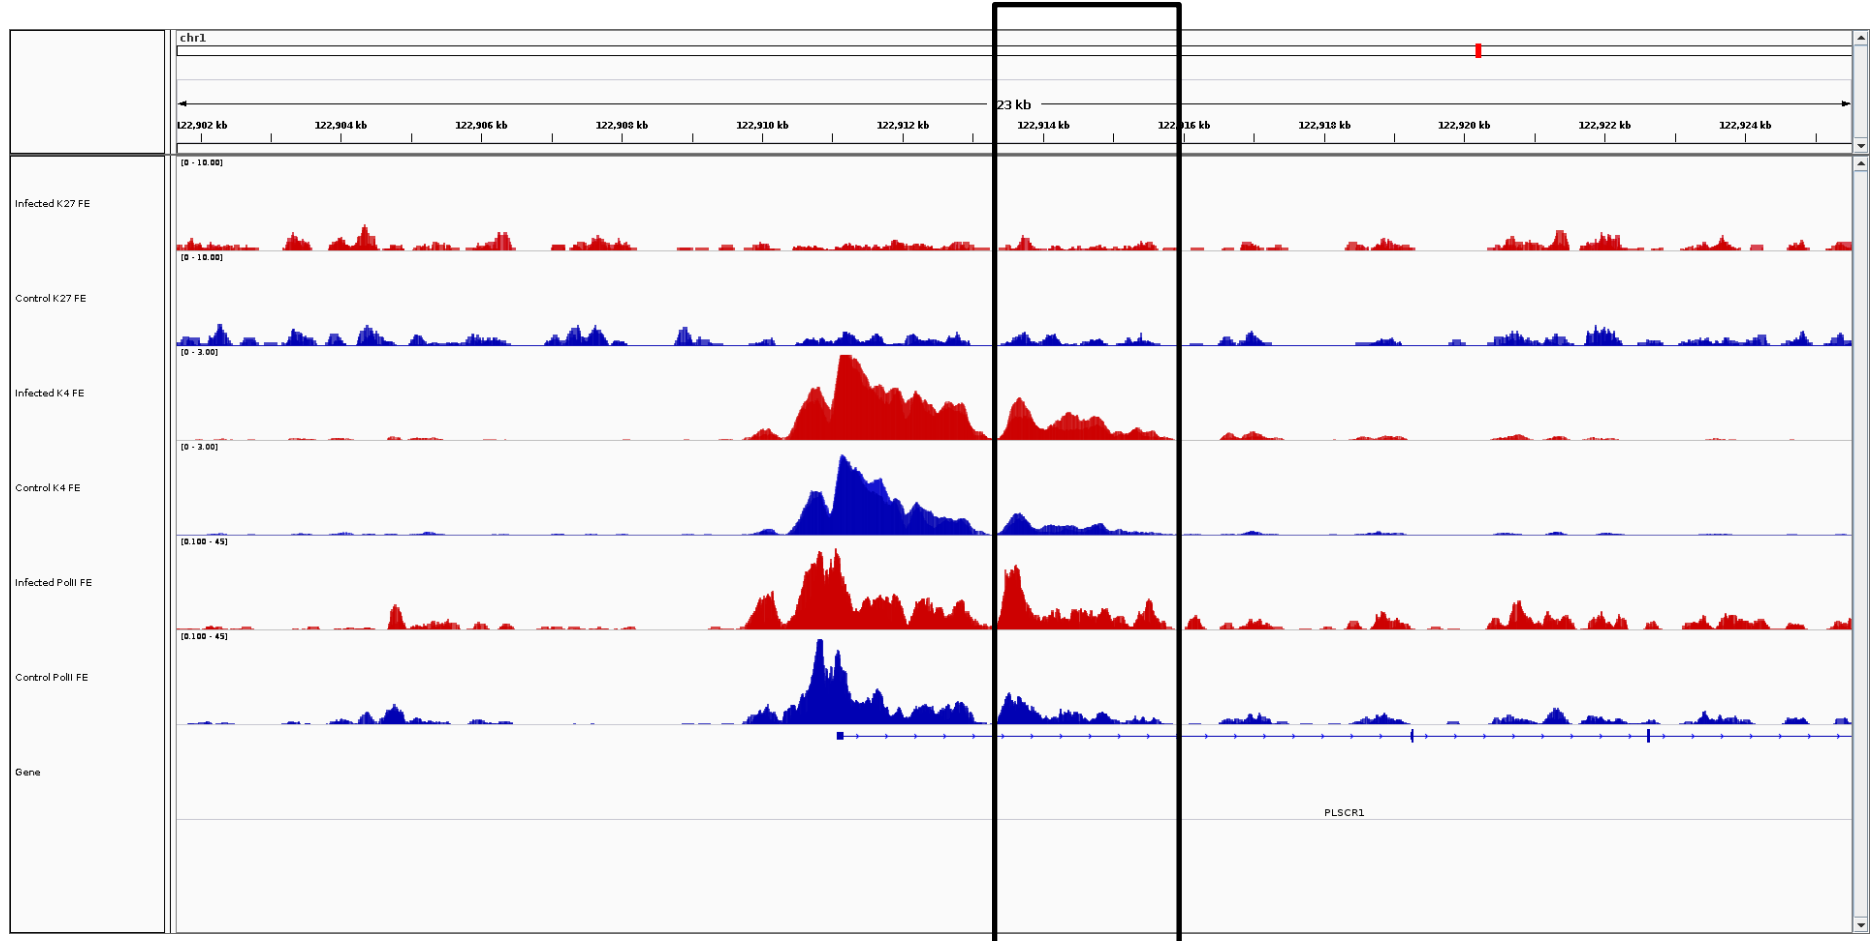 chr1
23 kb
122,902 kb 122,904 kb 122,906 kb 122,908 kb 122,910 kb 122,912 kb 122,914 kb 122,916 kb 122,918 kb 122,920 kb 122,922 kb 122,924 kb
[0 - 10.00]
Infected K27 FE
[0 - 10.00]
Control K27 FE
[0 - 3.00]
Infected K4 FE
[0 - 3.00]
Control K4 FE
[0.100 - 45]
Infected PolII FE
[0.100 - 45]
Control PolII FE
Gene
PLSCR1